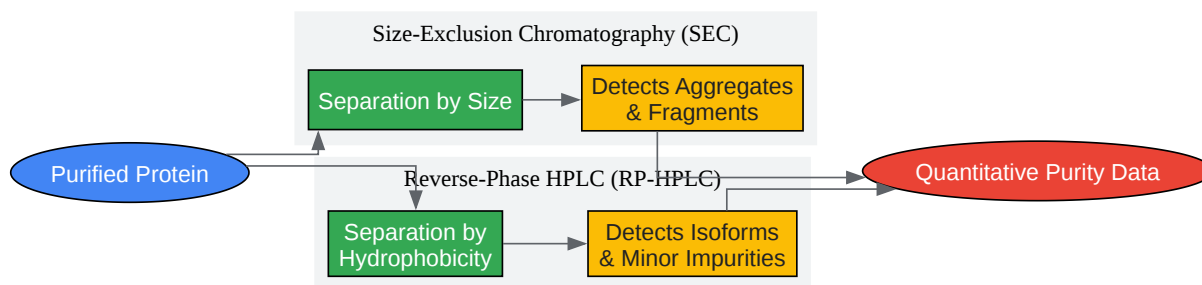 Size-Exclusion Chromatography (SEC)
Separation by Size
Detects Aggregates
& Fragments
Purified Protein
Quantitative Purity Data
Reverse-Phase HPLC (RP-HPLC)
Separation by
Hydrophobicity
Detects Isoforms
& Minor Impurities